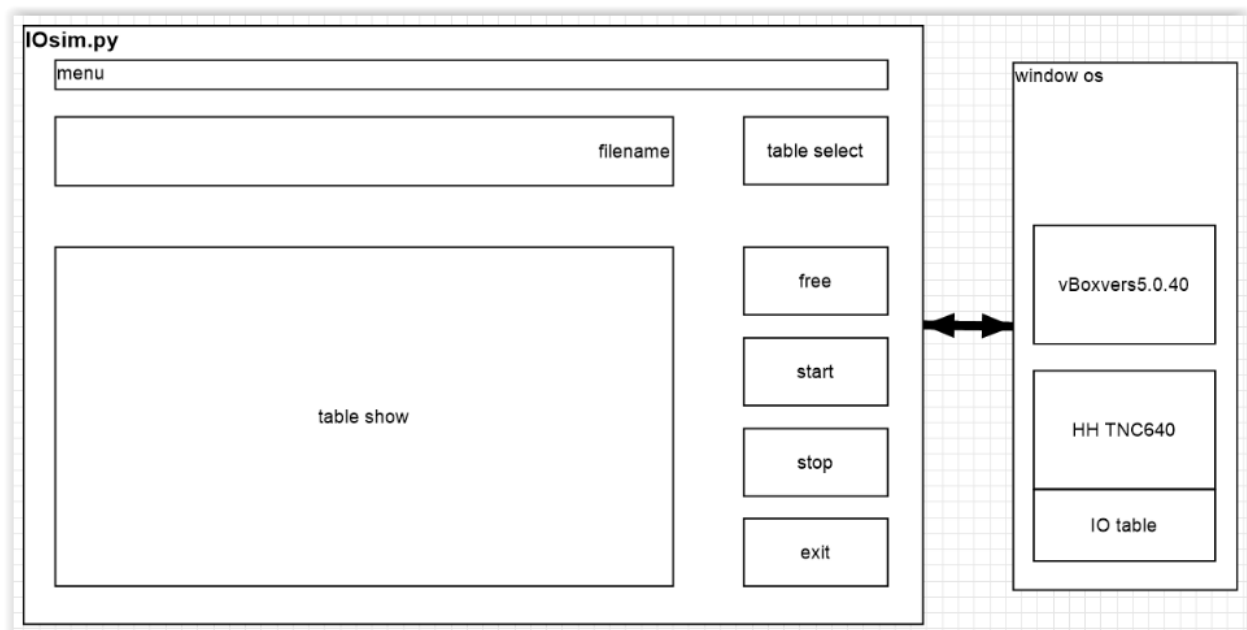 IOsim.py
menu
filename
table select
table show
free
start
stop
exit
window os
vBoxvers5.0.40
HH TNC640
IO table